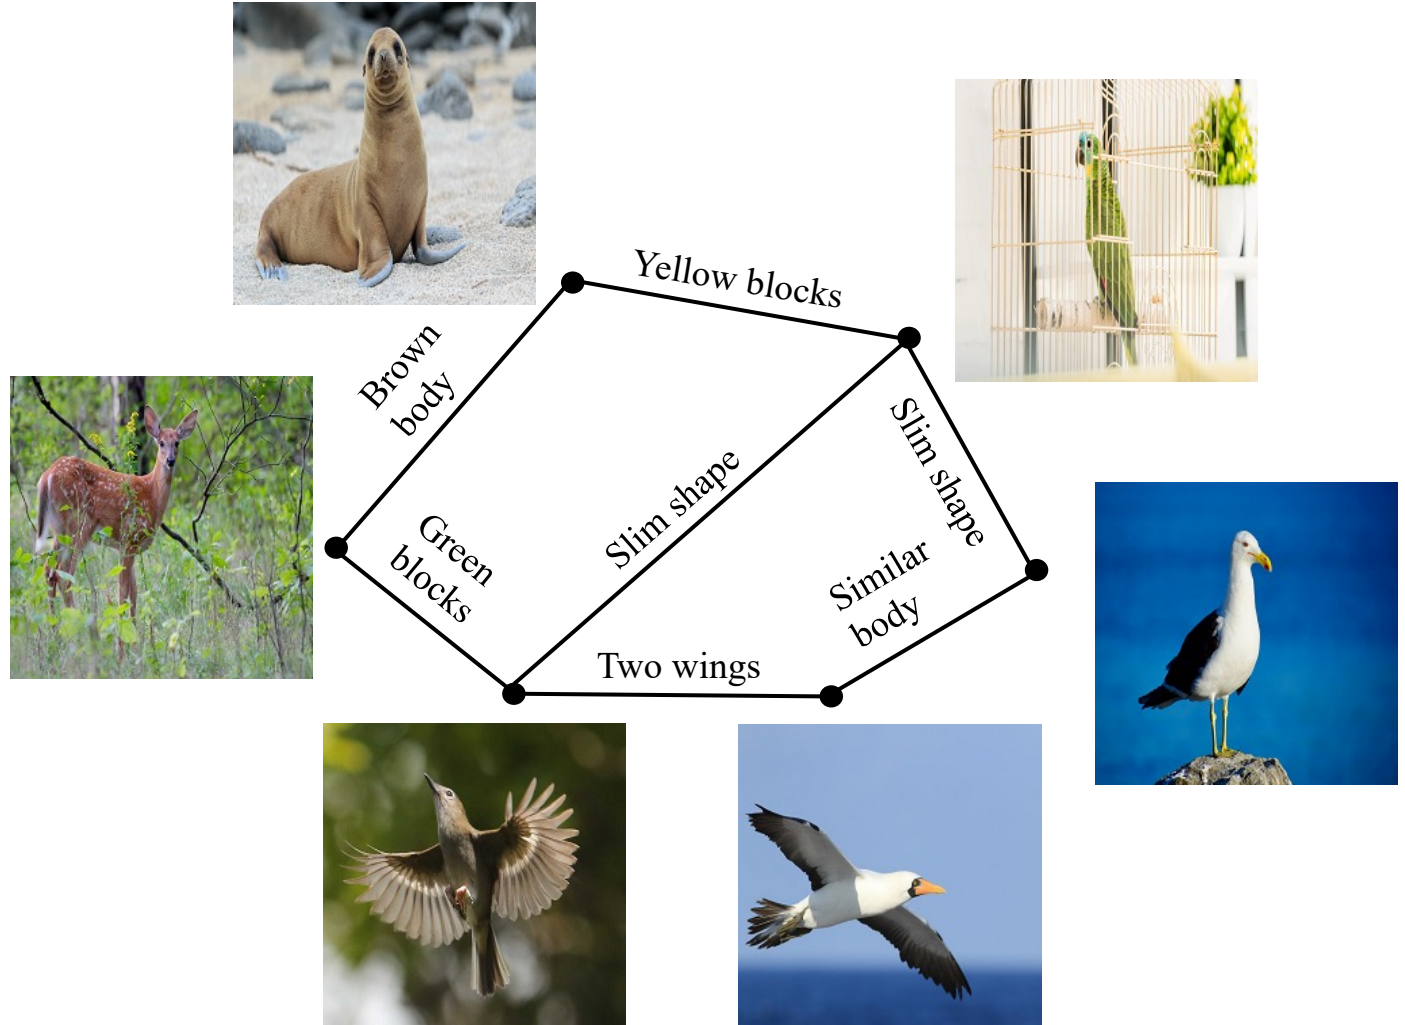 Yellow blocks
Brown
body
Slim shape
Slim shape
Green
blocks
Similar
body
Two wings